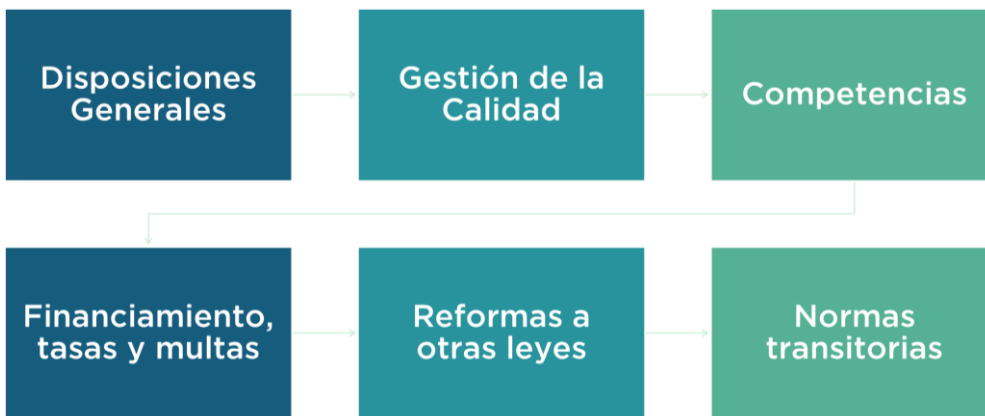 Disposiciones
Generales
Gestión de la
Calidad
Competencias
Financiamiento,
tasas y multas
Reformas a
otras leyes
Normas
transitorias